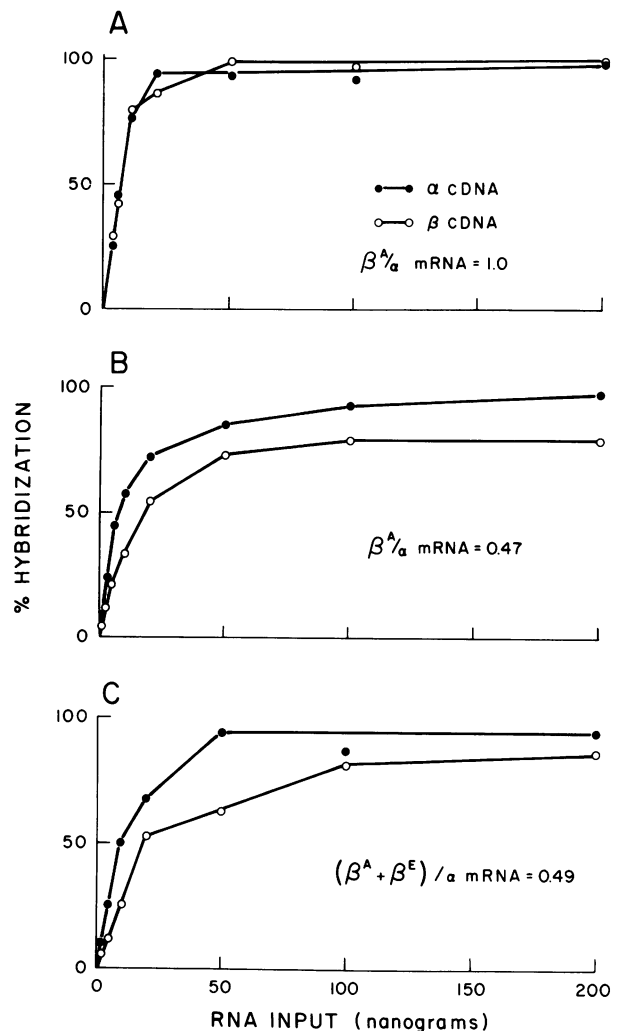 A
100
50
0
α cDNA
β cDNA
β^A/α mRNA = 1.0
B
100
50
0
β^A/α mRNA = 0.47
% HYBRIDIZATION
C
100
50
0
(β^A + β^E) / α mRNA = 0.49
0 50 100 150 200
RNA INPUT (nanograms)